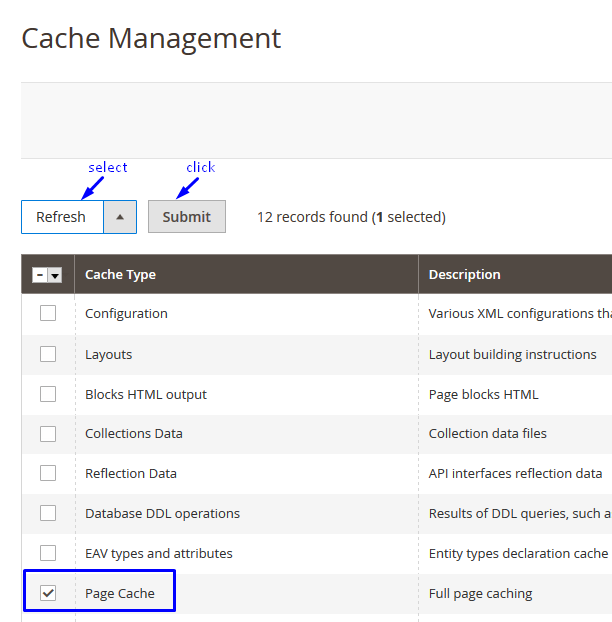 Cache Management
select click
Refresh Submit 12 records found (1 selected)
Cache Type Description
Configuration Various XML configurations tha
Layouts Layout building instructions
Blocks HTML output Page blocks HTML
Collections Data Collection data files
Reflection Data API interfaces reflection data
Database DDL operations Results of DDL queries, such a
EAV types and attributes Entity types declaration cache
Page Cache Full page caching